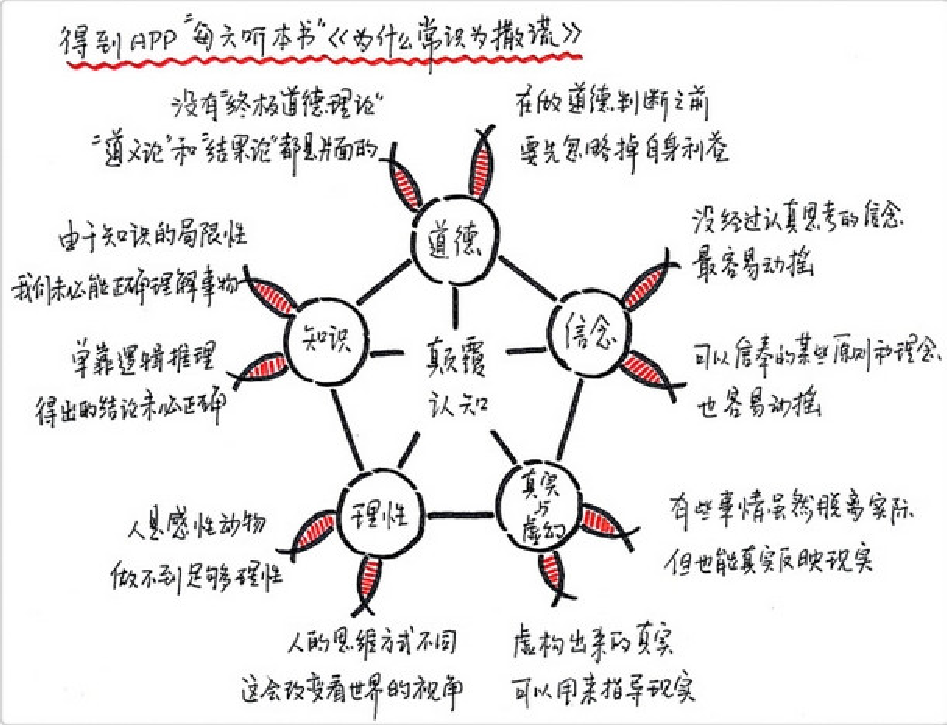 得到APP“每天听本书”《为什么常识为撒谎》
没有“终极道德理论”
“道义论”和“结果论”都是片面的
在做道德判断之前
要先忽略掉自身利益
道德
由于知识的局限性
我们未必能正确理解事物
没经过认真思考的信念
最容易动摇
知识
信念
颠覆
认知
单靠逻辑推理
得出的结论未必正确
可以信奉的某些原则和理念
也容易动摇
理性
真实
与
虚幻
人是感性动物
做不到足够理性
有些事情虽然脱离实际
但也能真实反映现实
人的思维方式不同
这会改变看世界的视角
虚构出来的真实
可以用来指导现实